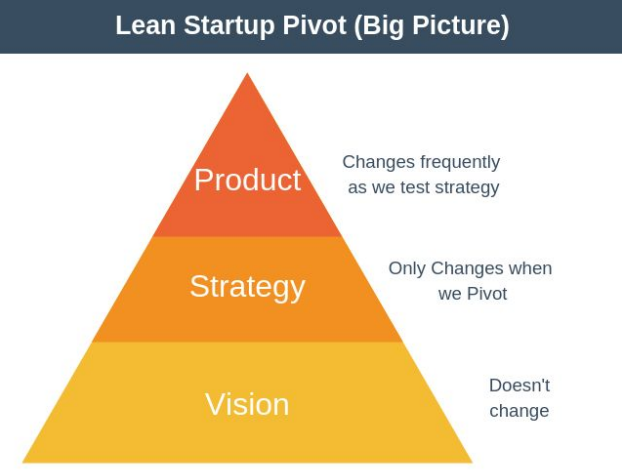 Lean Startup Pivot (Big Picture)
Product
Changes frequently
as we test strategy
Strategy
Only Changes when
we Pivot
Vision
Doesn't
change